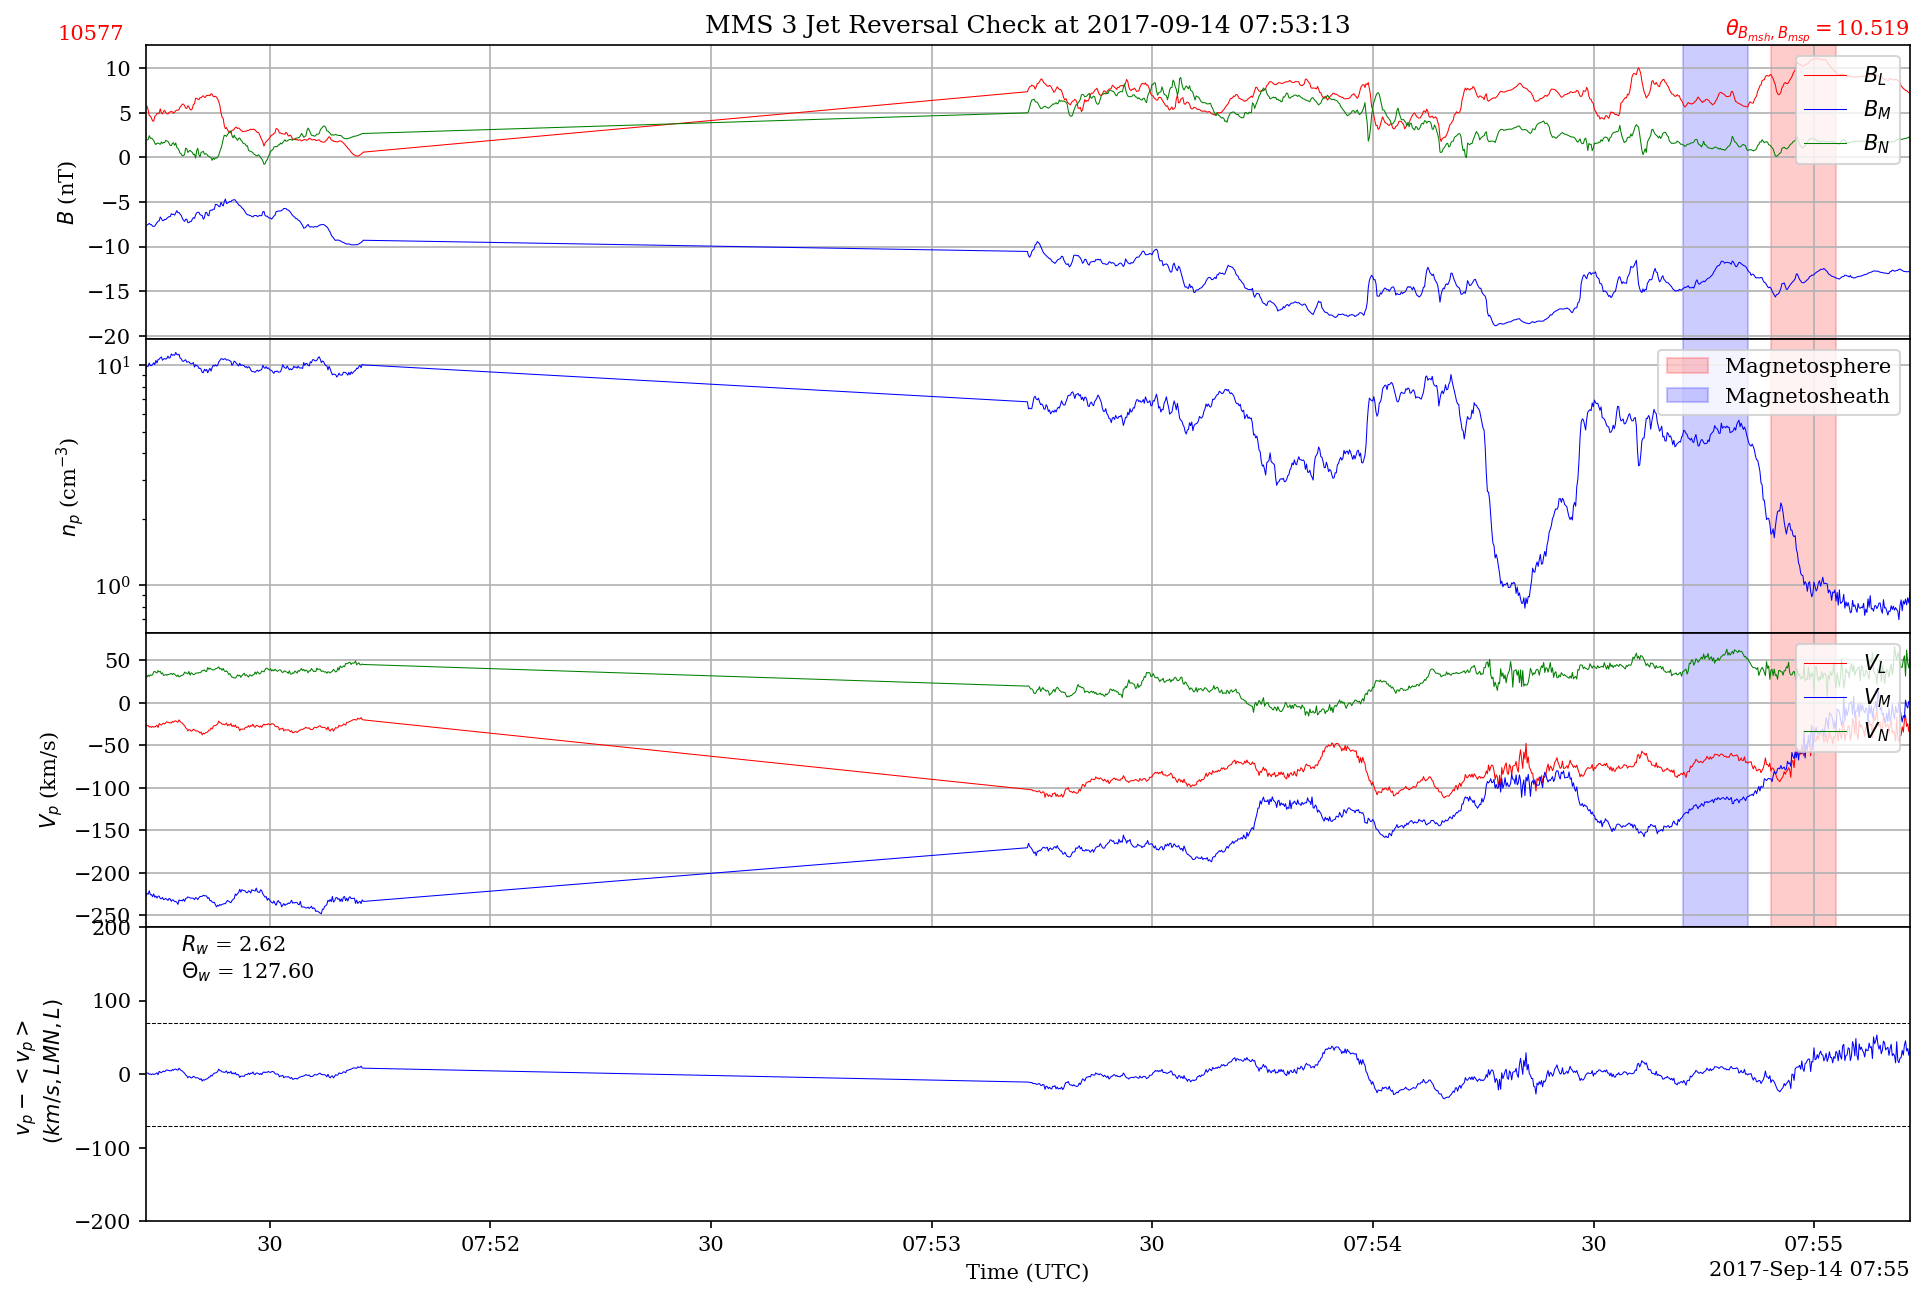 MMS 3 Jet Reversal Check at 2017-09-14 07:53:13
10577
θ_{B_{msh}, B_{msp}} = 10.519
10
5
0
−5
−10
−15
−20
B (nT)
B_L
B_M
B_N
10^1
10^0
n_p (cm^{−3})
Magnetosphere
Magnetosheath
50
0
−50
−100
−150
−200
−250
V_p (km/s)
V_L
V_M
V_N
200
100
0
−100
−200
v_p − < v_p >
(km/s, LMN, L)
R_w = 2.62
Θ_w = 127.60
30
07:52
30
07:53
30
07:54
30
07:55
Time (UTC)
2017-Sep-14 07:55